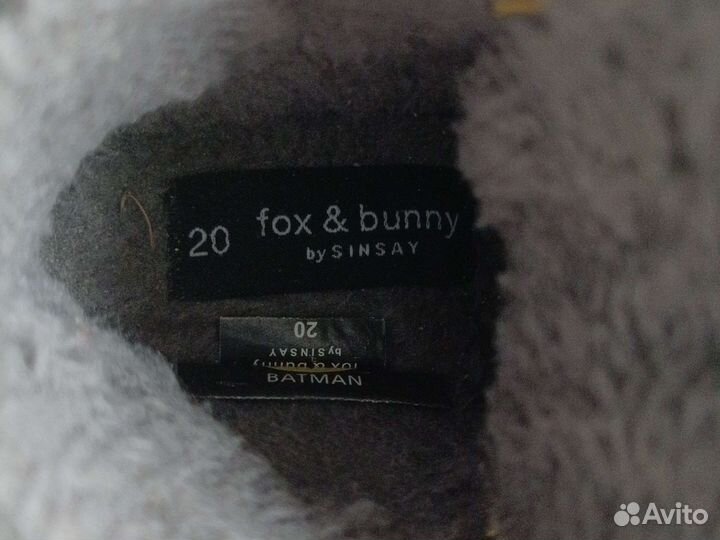 20 fox & bunny
by SINSAY
20
by SINSAY
fox & bunny
BATMAN
Avito